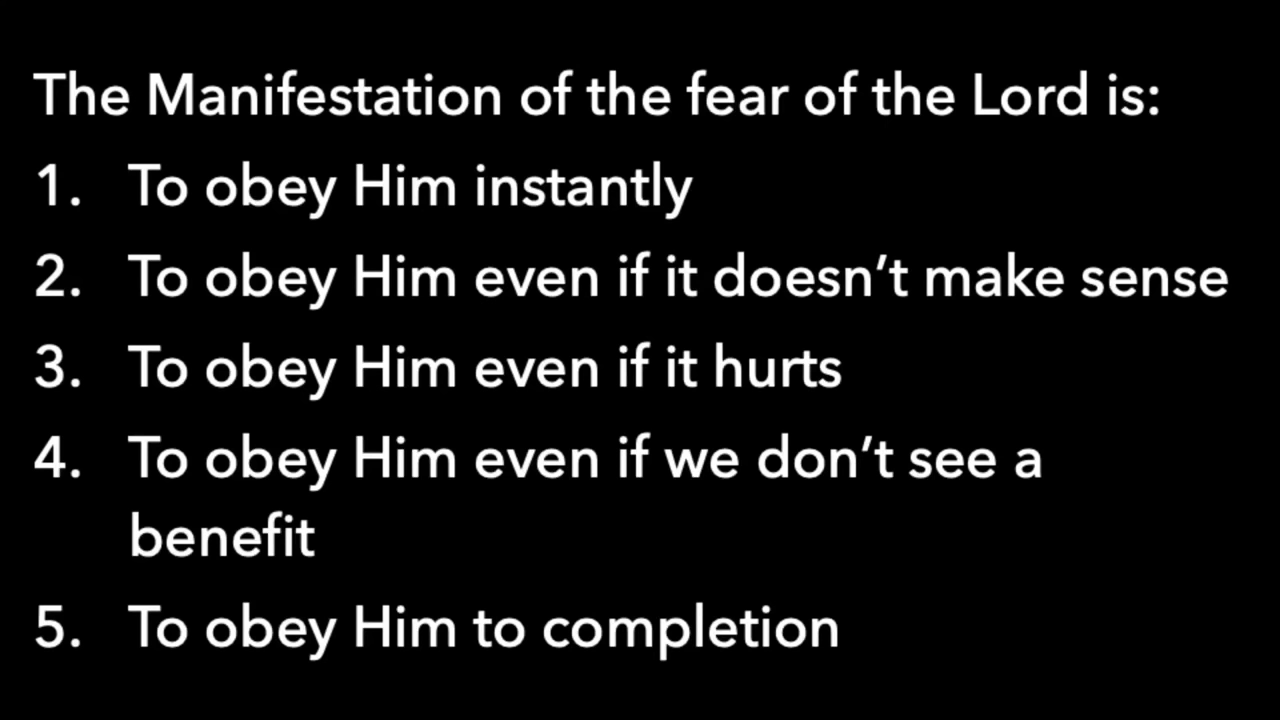 The Manifestation of the fear of the Lord is:
1. To obey Him instantly
2. To obey Him even if it doesn’t make sense
3. To obey Him even if it hurts
4. To obey Him even if we don’t see a
benefit
5. To obey Him to completion